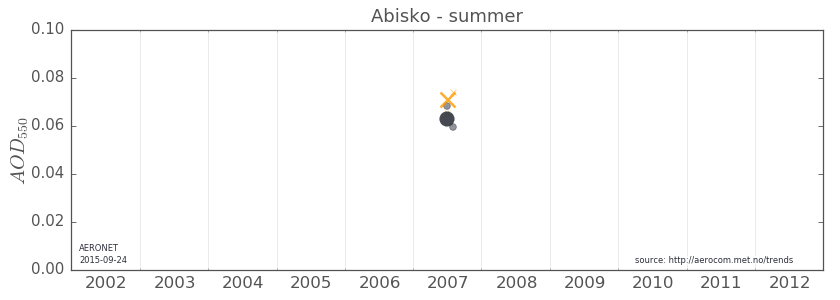 Abisko - summer
0.10
0.08
0.06
0.04
0.02
0.00
AOD550
AERONET
2015-09-24
source: http://aerocom.met.no/trends
2002 2003 2004 2005 2006 2007 2008 2009 2010 2011 2012